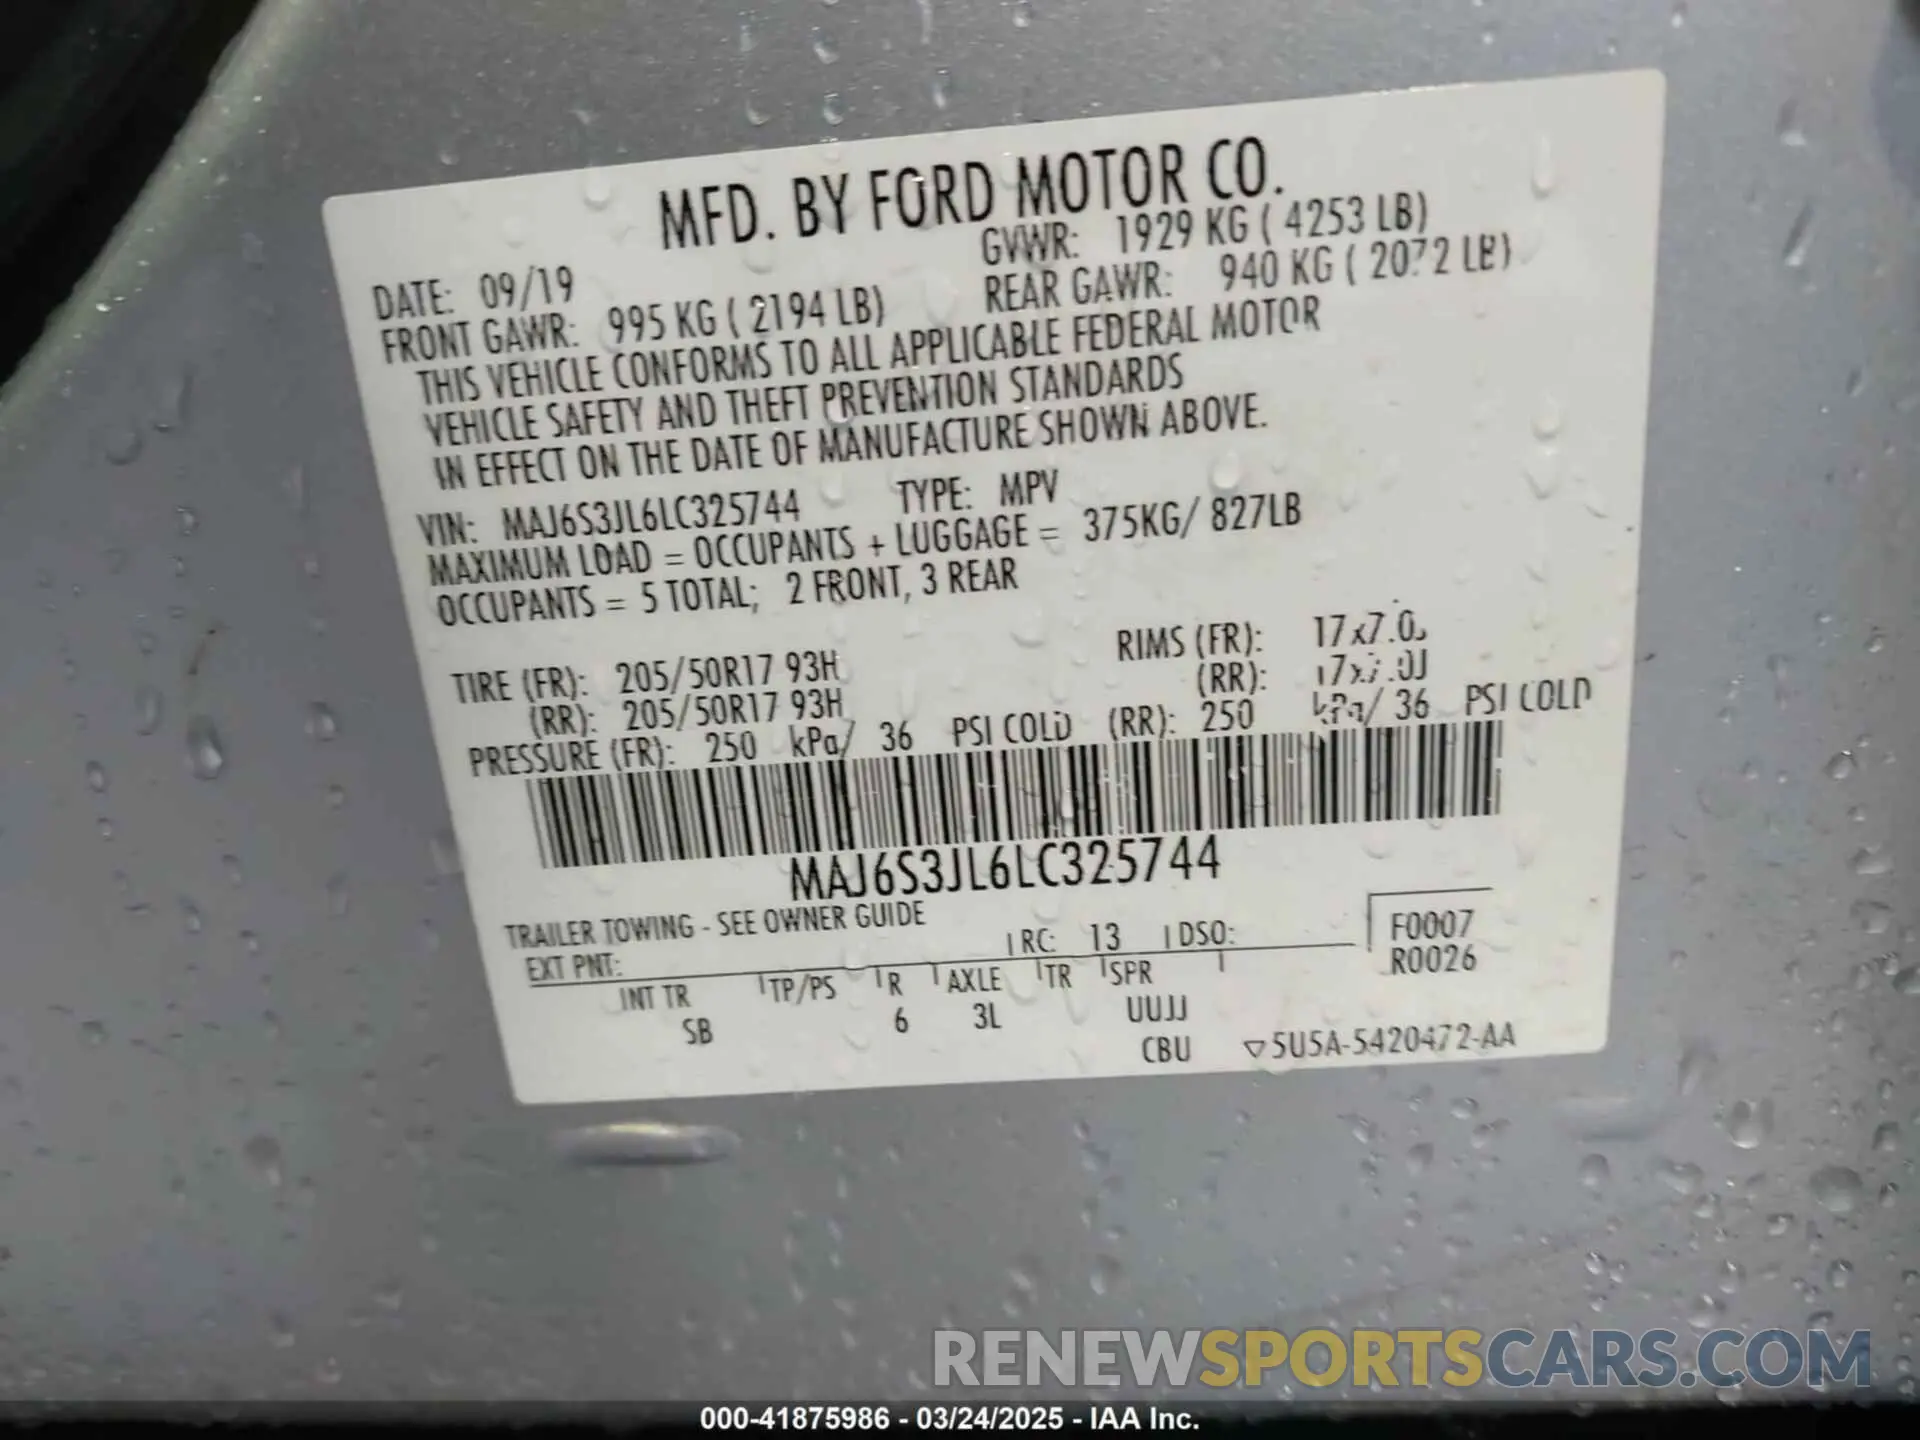 MFD. BY FORD MOTOR CO.
DATE: 09/19 GVWR: 1929 KG ( 4253 LB)
FRONT GAWR: 995 KG ( 2194 LB) REAR GAWR: 940 KG ( 2072 LB)
THIS VEHICLE CONFORMS TO ALL APPLICABLE FEDERAL MOTOR
VEHICLE SAFETY AND THEFT PREVENTION STANDARDS
IN EFFECT ON THE DATE OF MANUFACTURE SHOWN ABOVE.
VIN: MAJ6S3JL6LC325744 TYPE: MPV
MAXIMUM LOAD = OCCUPANTS + LUGGAGE = 375KG/ 827LB
OCCUPANTS = 5 TOTAL; 2 FRONT, 3 REAR
TIRE (FR): 205/50R17 93H RIMS (FR): 17x7.0J
(RR): 205/50R17 93H (RR): 17x7.0J
PRESSURE (FR): 250 kPa/ 36 PSI COLD (RR): 250 kPa/ 36 PSI COLD
MAJ6S3JL6LC325744
TRAILER TOWING - SEE OWNER GUIDE
EXT PNT: RC: 13 DSO: F0007
R0026
INT TR TP/PS R AXLE TR SPR
SB 6 3L UUJJ
CBU ▽5U5A-5420472-AA
RENEWSPORTSCARS.COM
000-41875986 - 03/24/2025 - IAA Inc.